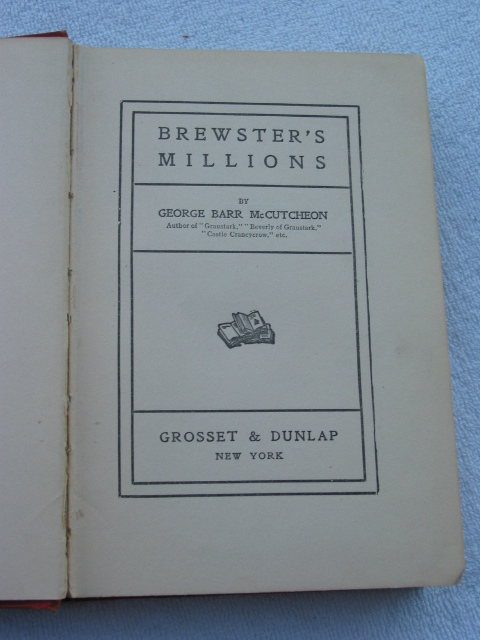 BREWSTER'S
MILLIONS
BY
GEORGE BARR McCUTCHEON
Author of "Graustark," "Beverly of Graustark,"
"Castle Craneycrow," etc.
GROSSET & DUNLAP
NEW YORK